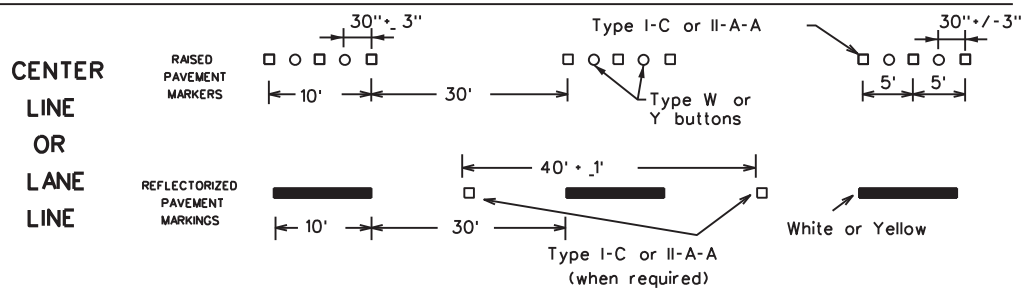 30"± 3"
Type I-C or II-A-A
30"+/-3"
CENTER
LINE
OR
LANE
LINE
RAISED
PAVEMENT
MARKERS
10'
30'
Type W or
Y buttons
5'
5'
40' ± 1'
REFLECTORIZED
PAVEMENT
MARKINGS
10'
30'
Type I-C or II-A-A
(when required)
White or Yellow